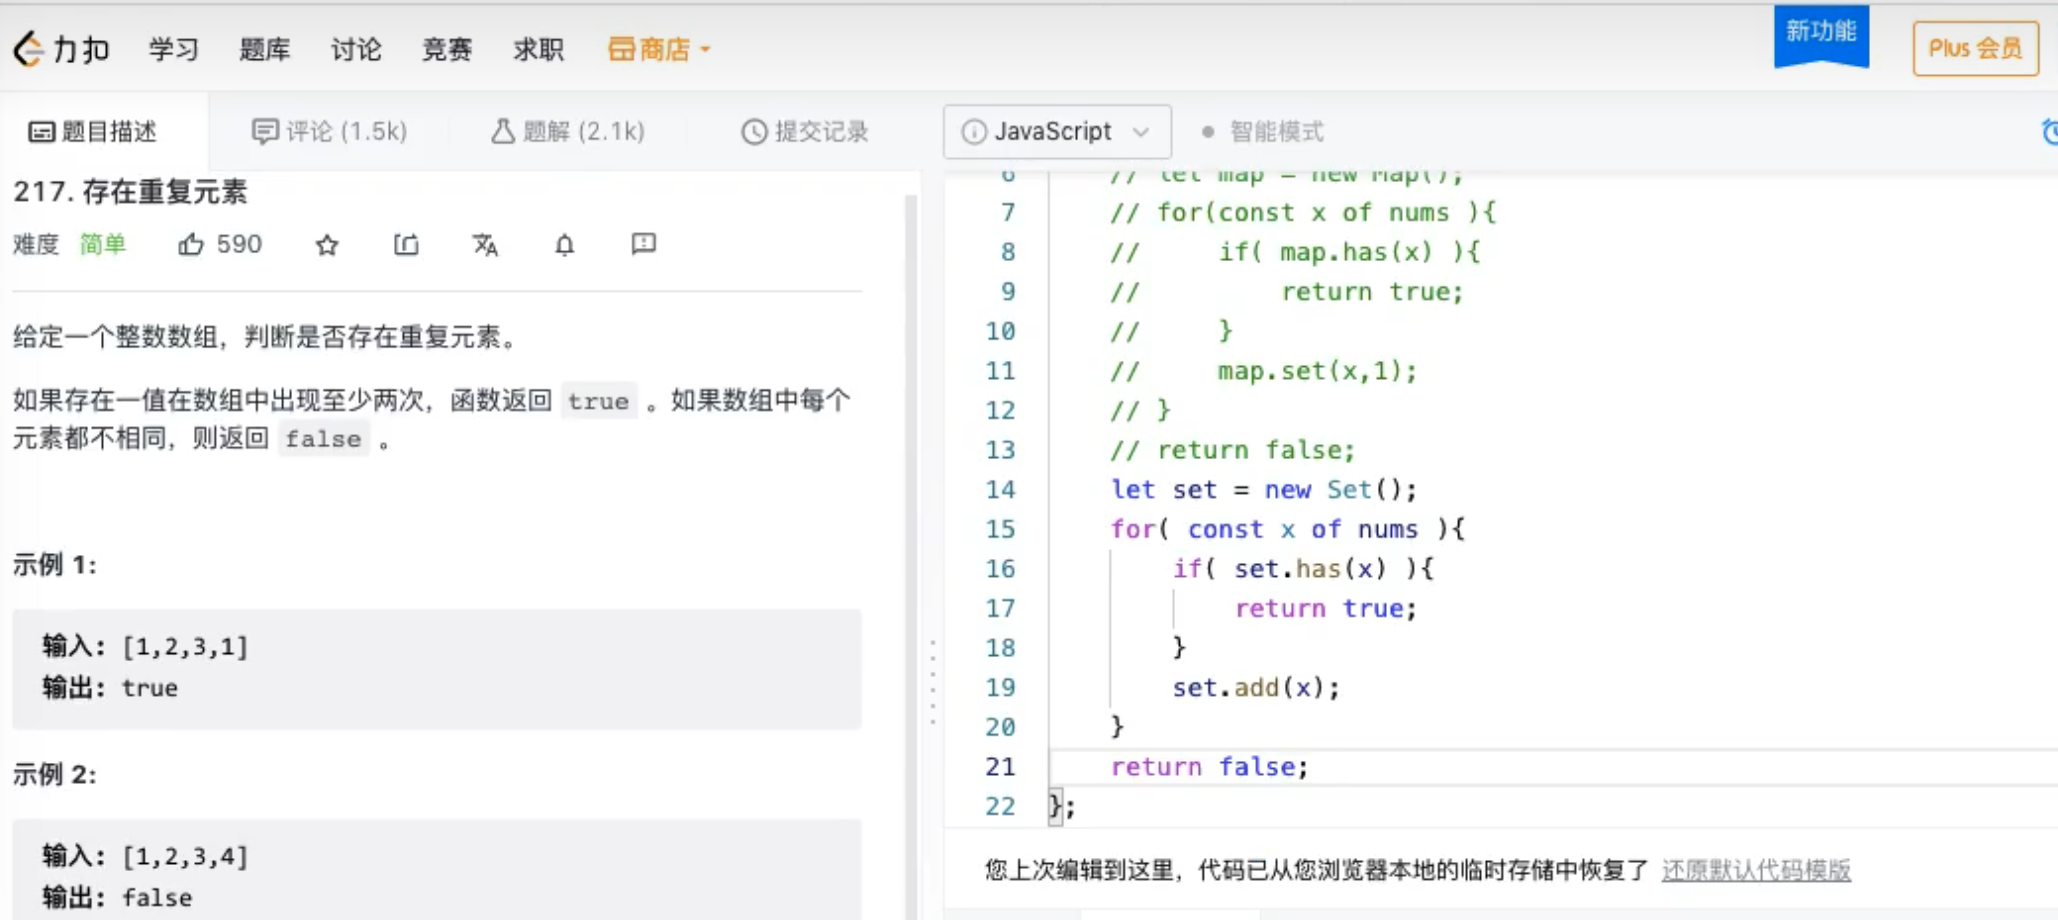 力扣 学习 题库 讨论 竞赛 求职 商店 新功能 Plus 会员
题目描述 评论 (1.5k) 题解 (2.1k) 提交记录
217. 存在重复元素
难度 简单 590
给定一个整数数组，判断是否存在重复元素。
如果存在一值在数组中出现至少两次，函数返回 true 。如果数组中每个
元素都不相同，则返回 false 。
示例 1:
输入: [1,2,3,1]
输出: true
示例 2:
输入: [1,2,3,4]
输出: false
JavaScript 智能模式
6 // let map = new Map();
7 // for(const x of nums ){
8 //     if( map.has(x) ){
9 //         return true;
10 //     }
11 //     map.set(x,1);
12 // }
13 // return false;
14 let set = new Set();
15 for( const x of nums ){
16     if( set.has(x) ){
17         return true;
18     }
19     set.add(x);
20 }
21 return false;
22 };
您上次编辑到这里，代码已从您浏览器本地的临时存储中恢复了 还原默认代码模版